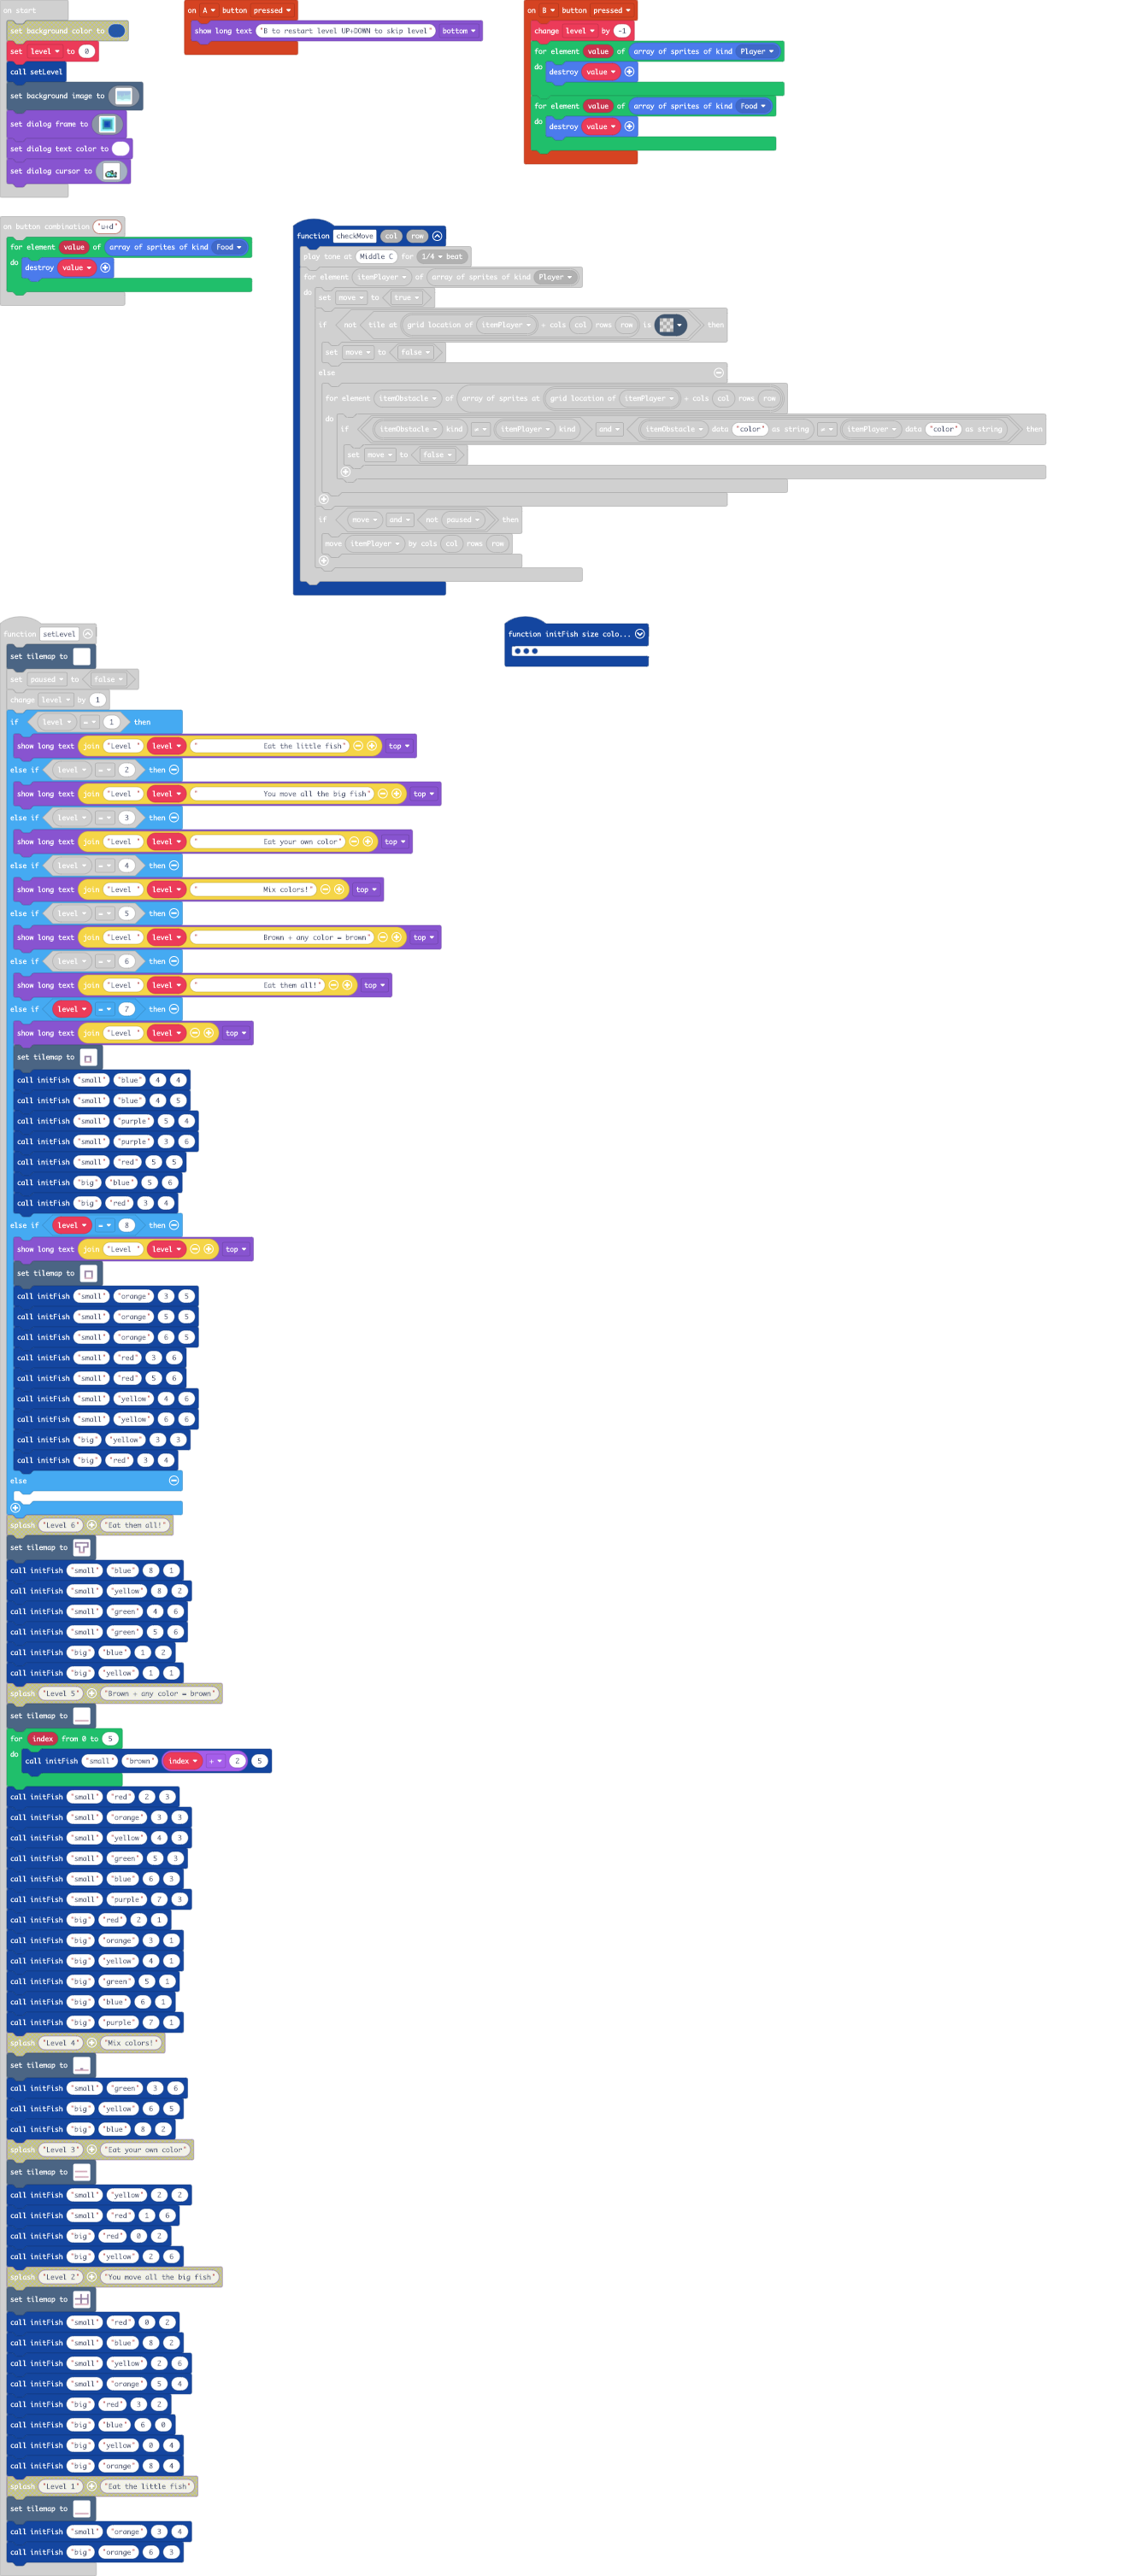 on start
set background color to
set level to 0
call setLevel
set background image to
set dialog frame to
set dialog text color to
set dialog cursor to
on A button pressed
show long text "B to restart level UP+DOWN to skip level" bottom
on B button pressed
change level by -1
for element value of array of sprites of kind Player
do
destroy value
for element value of array of sprites of kind Food
do
destroy value
on button combination "u+d"
for element value of array of sprites of kind Food
do
destroy value
function checkMove col row
play tone at Middle C for 1/4 beat
for element itemPlayer of array of sprites of kind Player
do
set move to true
if not tile at grid location of itemPlayer + cols col rows row is then
set move to false
else
for element itemObstacle of array of sprites at grid location of itemPlayer + cols col rows row
do
if itemObstacle kind = itemPlayer kind and itemObstacle data "color" as string ≠ itemPlayer data "color" as string then
set move to false
if move and not paused then
move itemPlayer by cols col rows row
function setLevel
set tilemap to
set paused to false
change level by 1
if level = 1 then
show long text join "Level " level " Eat the little fish" top
else if level = 2 then
show long text join "Level " level " You move all the big fish" top
else if level = 3 then
show long text join "Level " level " Eat your own color" top
else if level = 4 then
show long text join "Level " level " Mix colors!" top
else if level = 5 then
show long text join "Level " level " Brown + any color = brown" top
else if level = 6 then
show long text join "Level " level " Eat them all!" top
else if level = 7 then
show long text join "Level " level top
set tilemap to
call initFish "small" "blue" 4 4
call initFish "small" "blue" 4 5
call initFish "small" "purple" 5 4
call initFish "small" "purple" 3 6
call initFish "small" "red" 5 5
call initFish "big" "blue" 5 6
call initFish "big" "red" 3 4
else if level = 8 then
show long text join "Level " level top
set tilemap to
call initFish "small" "orange" 3 5
call initFish "small" "orange" 5 5
call initFish "small" "orange" 6 5
call initFish "small" "red" 3 6
call initFish "small" "red" 5 6
call initFish "small" "yellow" 4 6
call initFish "small" "yellow" 6 6
call initFish "big" "yellow" 3 3
call initFish "big" "red" 3 4
else
splash "Level 6" "Eat them all!"
set tilemap to
call initFish "small" "blue" 8 1
call initFish "small" "yellow" 8 2
call initFish "small" "green" 4 6
call initFish "small" "green" 5 6
call initFish "big" "blue" 1 2
call initFish "big" "yellow" 1 1
splash "Level 5" "Brown + any color = brown"
set tilemap to
for index from 0 to 5
do
call initFish "small" "brown" index + 2 5
call initFish "small" "red" 2 3
call initFish "small" "orange" 3 3
call initFish "small" "yellow" 4 3
call initFish "small" "green" 5 3
call initFish "small" "blue" 6 3
call initFish "small" "purple" 7 3
call initFish "big" "red" 2 1
call initFish "big" "orange" 3 1
call initFish "big" "yellow" 4 1
call initFish "big" "green" 5 1
call initFish "big" "blue" 6 1
call initFish "big" "purple" 7 1
splash "Level 4" "Mix colors!"
set tilemap to
call initFish "small" "green" 3 6
call initFish "big" "yellow" 6 5
call initFish "big" "blue" 8 2
splash "Level 3" "Eat your own color"
set tilemap to
call initFish "small" "yellow" 2 2
call initFish "small" "red" 1 6
call initFish "big" "red" 0 2
call initFish "big" "yellow" 2 6
splash "Level 2" "You move all the big fish"
set tilemap to
call initFish "small" "red" 0 2
call initFish "small" "blue" 8 2
call initFish "small" "yellow" 2 6
call initFish "small" "orange" 5 4
call initFish "big" "red" 3 2
call initFish "big" "blue" 6 0
call initFish "big" "yellow" 0 4
call initFish "big" "orange" 8 4
splash "Level 1" "Eat the little fish"
set tilemap to
call initFish "small" "orange" 3 4
call initFish "big" "orange" 6 3
function initFish size colo...